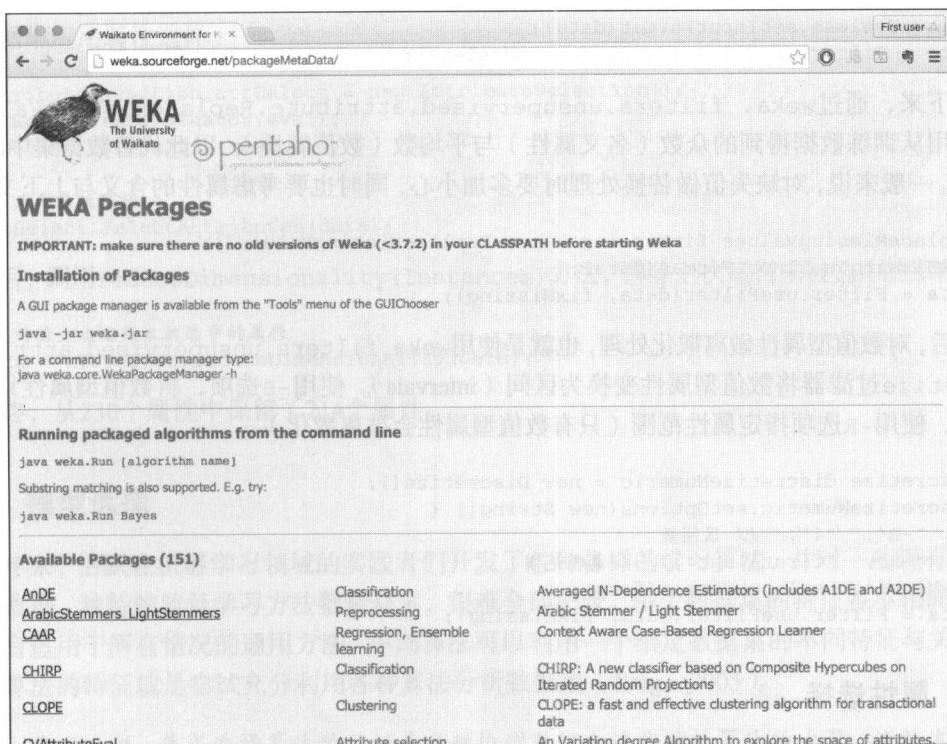 Waikato Environment for K
First user
weka.sourceforge.net/packageMetaData/
WEKA
The University
of Waikato
pentaho
WEKA Packages
IMPORTANT: make sure there are no old versions of Weka (<3.7.2) in your CLASSPATH before starting Weka
Installation of Packages
A GUI package manager is available from the "Tools" menu of the GUIChooser
java -jar weka.jar
For a command line package manager type:
java weka.core.WekaPackageManager -h
Running packaged algorithms from the command line
java weka.Run [algorithm name]
Substring matching is also supported. E.g. try:
java weka.Run Bayes
Available Packages (151)
AnDE Classification Averaged N-Dependence Estimators (includes A1DE and A2DE)
ArabicStemmers_LightStemmers Preprocessing Arabic Stemmer / Light Stemmer
CAAR Regression, Ensemble Context Aware Case-Based Regression Learner
learning
CHIRP Classification CHIRP: A new classifier based on Composite Hypercubes on
Iterated Random Projections
CLOPE Clustering CLOPE: a fast and effective clustering algorithm for transactional
data
CVAttributeEval Attribute selection An Variation degree Algorithm to explore the space of attributes.